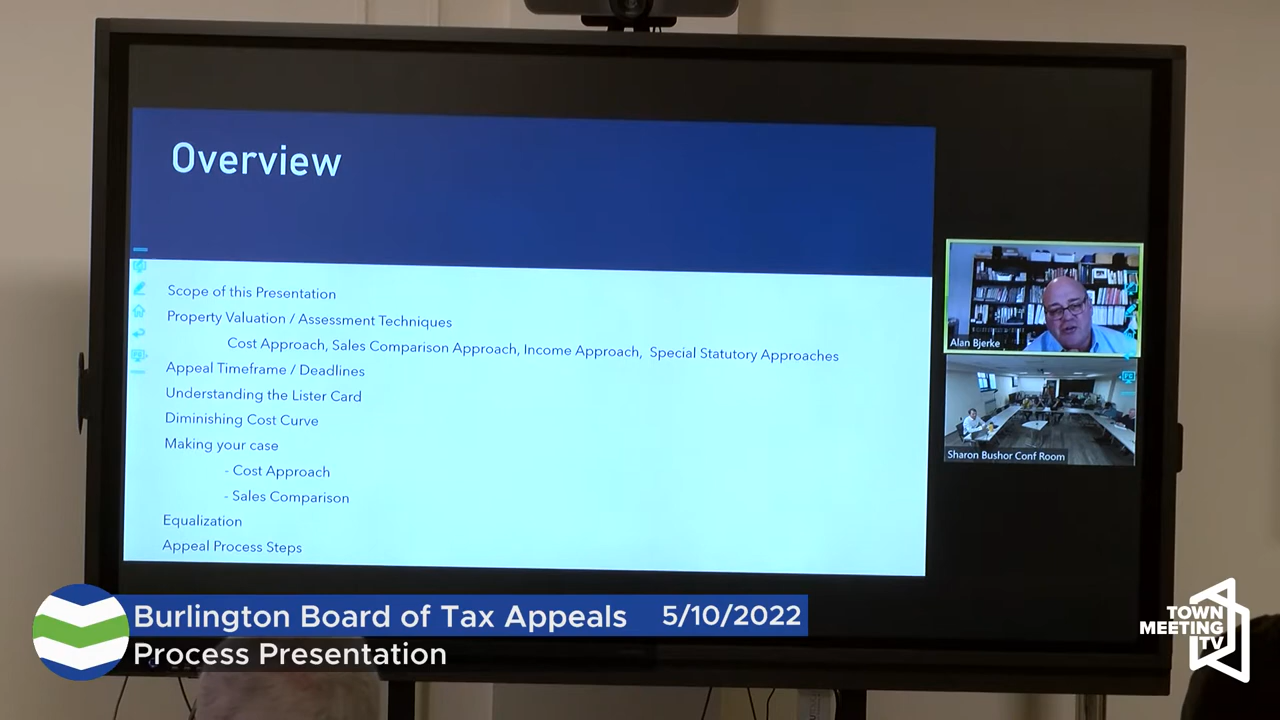 Overview
Scope of this Presentation
Property Valuation / Assessment Techniques
Cost Approach, Sales Comparison Approach, Income Approach, Special Statutory Approaches
Appeal Timeframe / Deadlines
Understanding the Lister Card
Diminishing Cost Curve
Making your case
- Cost Approach
- Sales Comparison
Equalization
Appeal Process Steps
Alan Bjerke
Sharon Bushor Conf Room
Burlington Board of Tax Appeals 5/10/2022
Process Presentation
TOWN
MEETING
TV